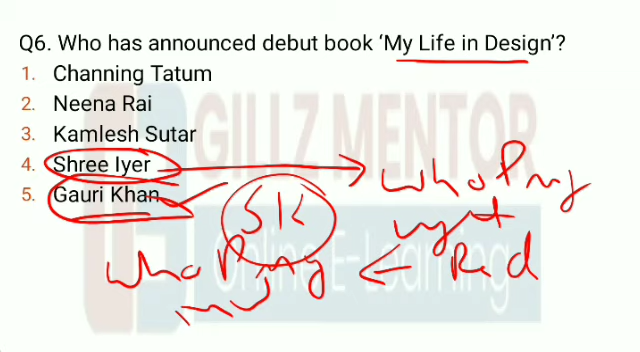 Q6. Who has announced debut book ‘My Life in Design’?
1. Channing Tatum
2. Neena Rai
3. Kamlesh Sutar
4. Shree Iyer
5. Gauri Khan
GILLZ MENTOR
SK
Online E-Learning